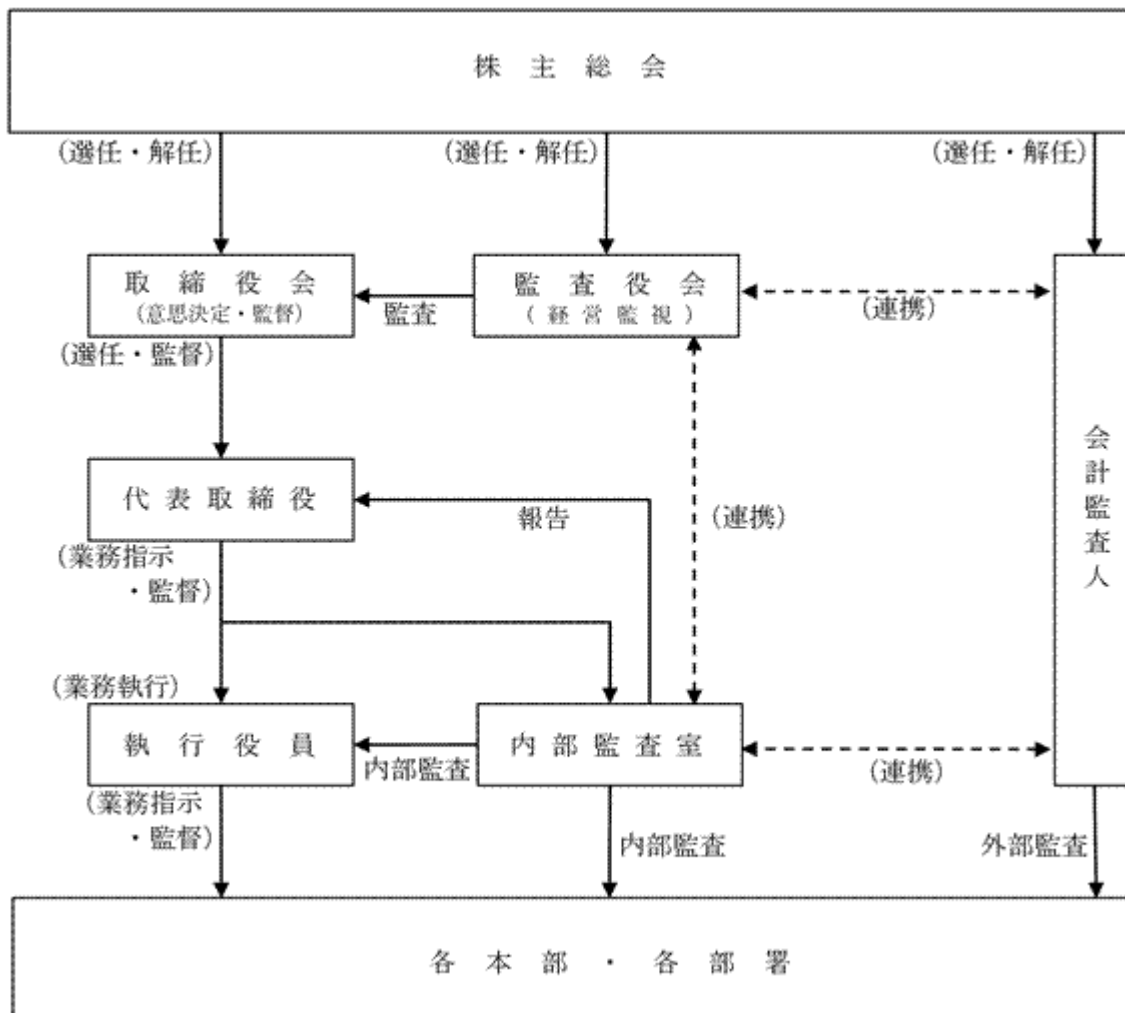 株主総会
(選任・解任)
(選任・解任)
(選任・解任)
取締役会
(意思決定・監督)
監査
監査役会
(経営監視)
(連携)
(選任・監督)
会計監査人
代表取締役
報告
(連携)
(業務指示
・監督)
(業務執行)
執行役員
内部監査
内部監査室
(連携)
(業務指示
・監督)
内部監査
外部監査
各本部・各部署